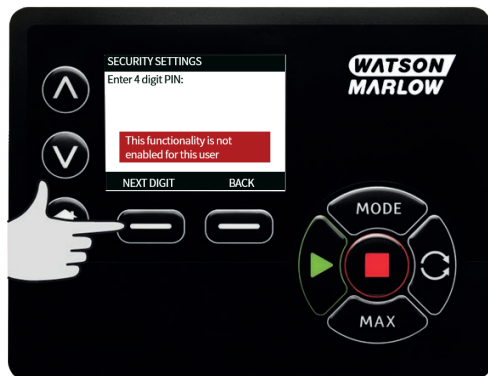 SECURITY SETTINGS
Enter 4 digit PIN:
This functionality is not
enabled for this user
NEXT DIGIT BACK
WATSON
MARLOW
MODE
MAX